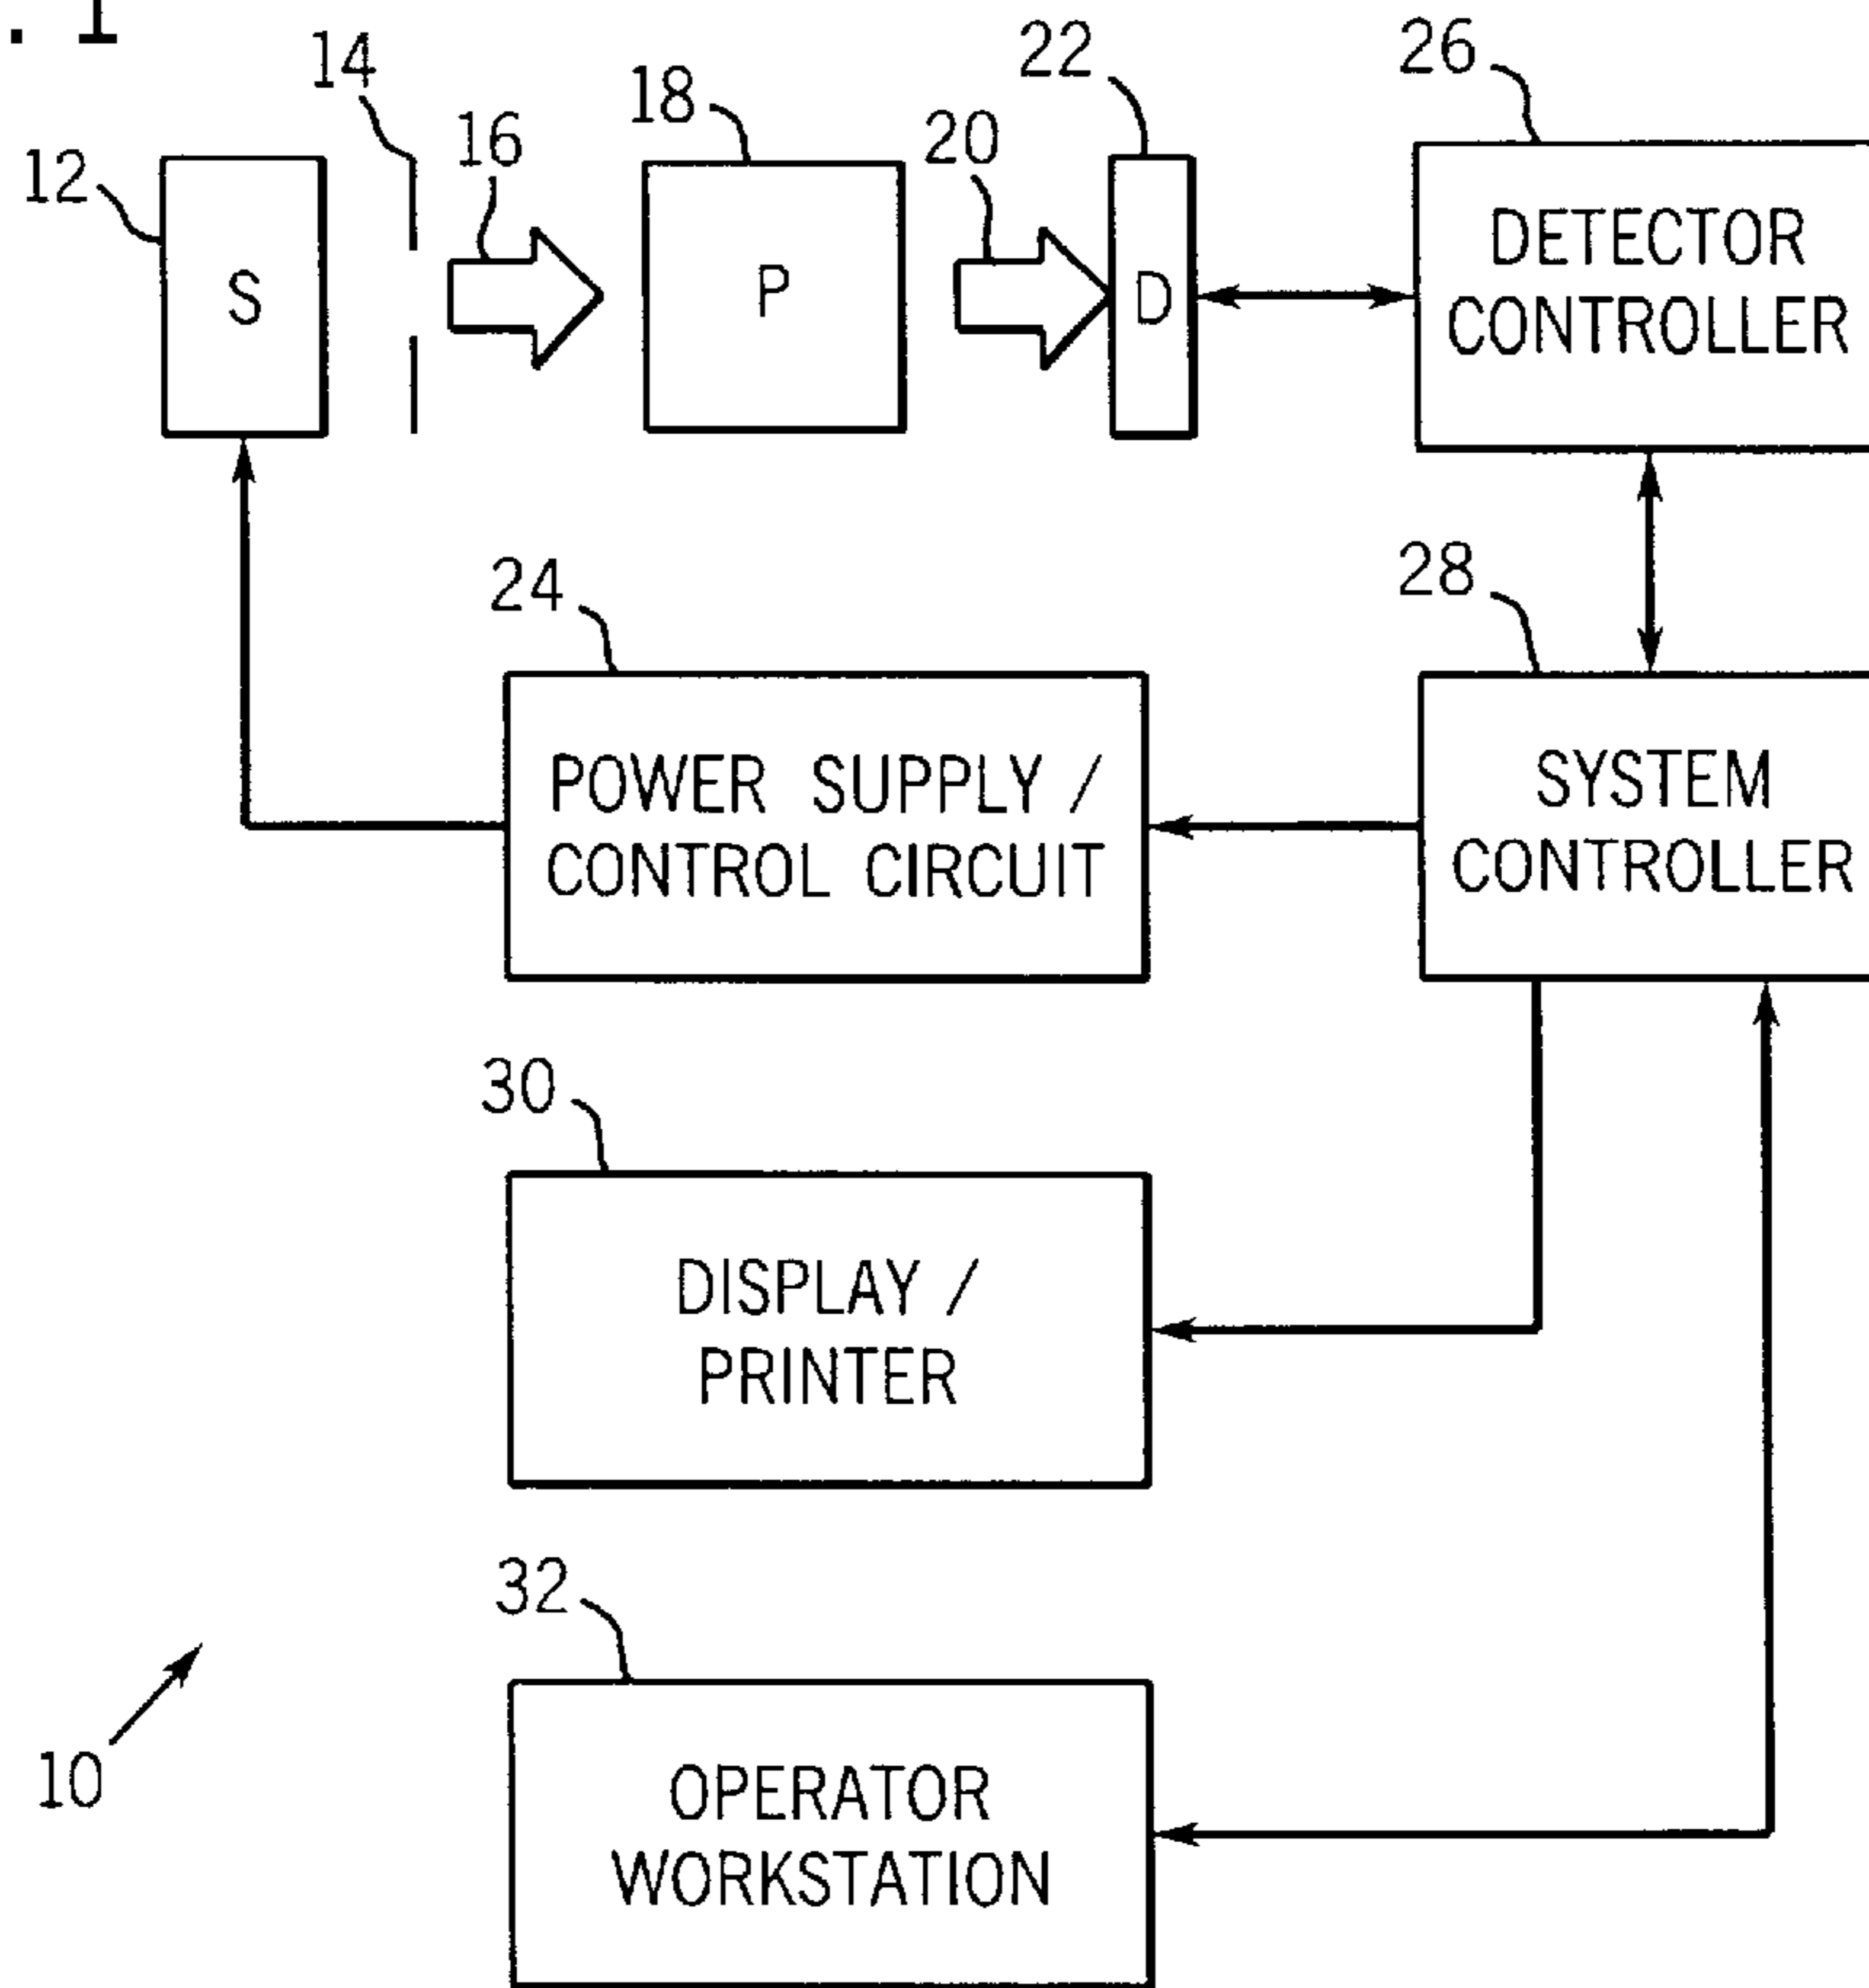 . 1
14
22
26
18
16
20
12
S
P
D
DETECTOR
CONTROLLER
24
28
POWER SUPPLY /
CONTROL CIRCUIT
SYSTEM
CONTROLLER
30
DISPLAY /
PRINTER
32
10
OPERATOR
WORKSTATION